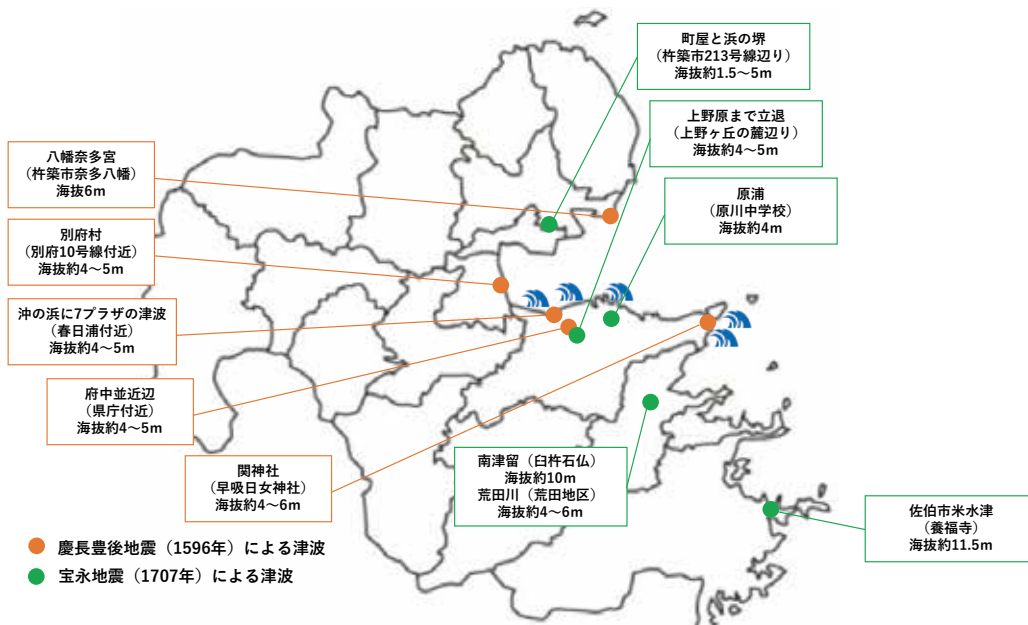 町屋と浜の堺
（杵築市213号線辺り）
海抜約1.5～5m
上野原まで立退
（上野ヶ丘の麓辺り）
海抜約4～5m
八幡奈多宮
（杵築市奈多八幡）
海抜6m
原浦
（原川中学校）
海抜約4m
別府村
（別府10号線付近）
海抜約4～5m
沖の浜に7プラザの津波
（春日浦付近）
海抜約4～5m
府中並近辺
（県庁付近）
海抜約4～5m
関神社
（早吸日女神社）
海抜約4～6m
南津留（臼杵石仏）
海抜約10m
荒田川（荒田地区）
海抜約4～6m
佐伯市米水津
（養福寺）
海抜約11.5m
慶長豊後地震（1596年）による津波
宝永地震（1707年）による津波